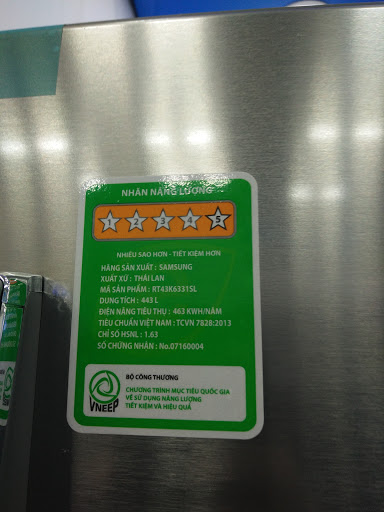 NHÃN NĂNG LƯỢNG
1 2 3 4 5
NHIỀU SAO HƠN - TIẾT KIỆM HƠN
HÃNG SẢN XUẤT : SAMSUNG
XUẤT XỨ : THÁI LAN
MÃ SẢN PHẨM : RT43K6331SL
DUNG TÍCH : 443 L
ĐIỆN NĂNG TIÊU THỤ : 463 KWH/NĂM
TIÊU CHUẨN VIỆT NAM : TCVN 7828:2013
CHỈ SỐ HSNL : 1.63
SỐ CHỨNG NHẬN : No.07160004
BỘ CÔNG THƯƠNG
CHƯƠNG TRÌNH MỤC TIÊU QUỐC GIA
VỀ SỬ DỤNG NĂNG LƯỢNG
TIẾT KIỆM VÀ HIỆU QUẢ
VNEEP